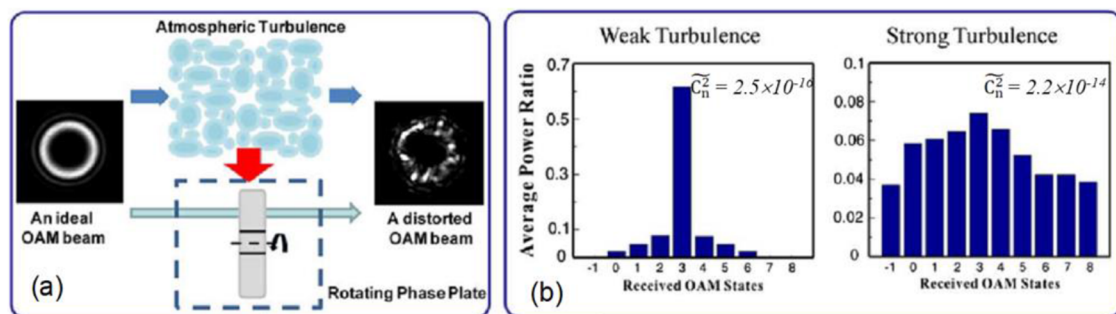 Atmospheric Turbulence
An ideal
OAM beam
A distorted
OAM beam
Rotating Phase Plate
(a)
Weak Turbulence
C̃n² = 2.5×10⁻¹⁶
0.7
0.5
0.3
0.1
0
Average Power Ratio
-1 0 1 2 3 4 5 6 7 8
Received OAM States
(b)
Strong Turbulence
C̃n² = 2.2×10⁻¹⁴
0.1
0.08
0.06
0.04
0.02
0
-1 0 1 2 3 4 5 6 7 8
Received OAM States